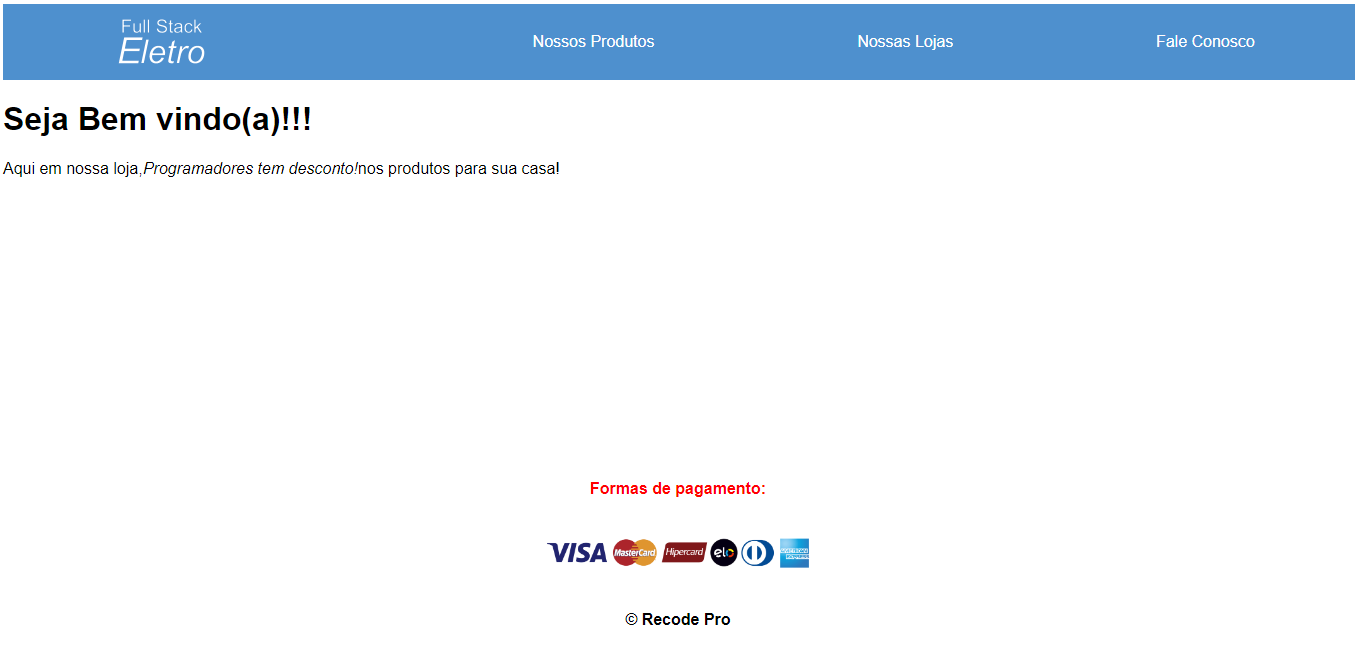 Full Stack
Eletro
Nossos Produtos
Nossas Lojas
Fale Conosco
Seja Bem vindo(a)!!!
Aqui em nossa loja,Programadores tem desconto!nos produtos para sua casa!
Formas de pagamento:
VISA MasterCard Hipercard elo
© Recode Pro